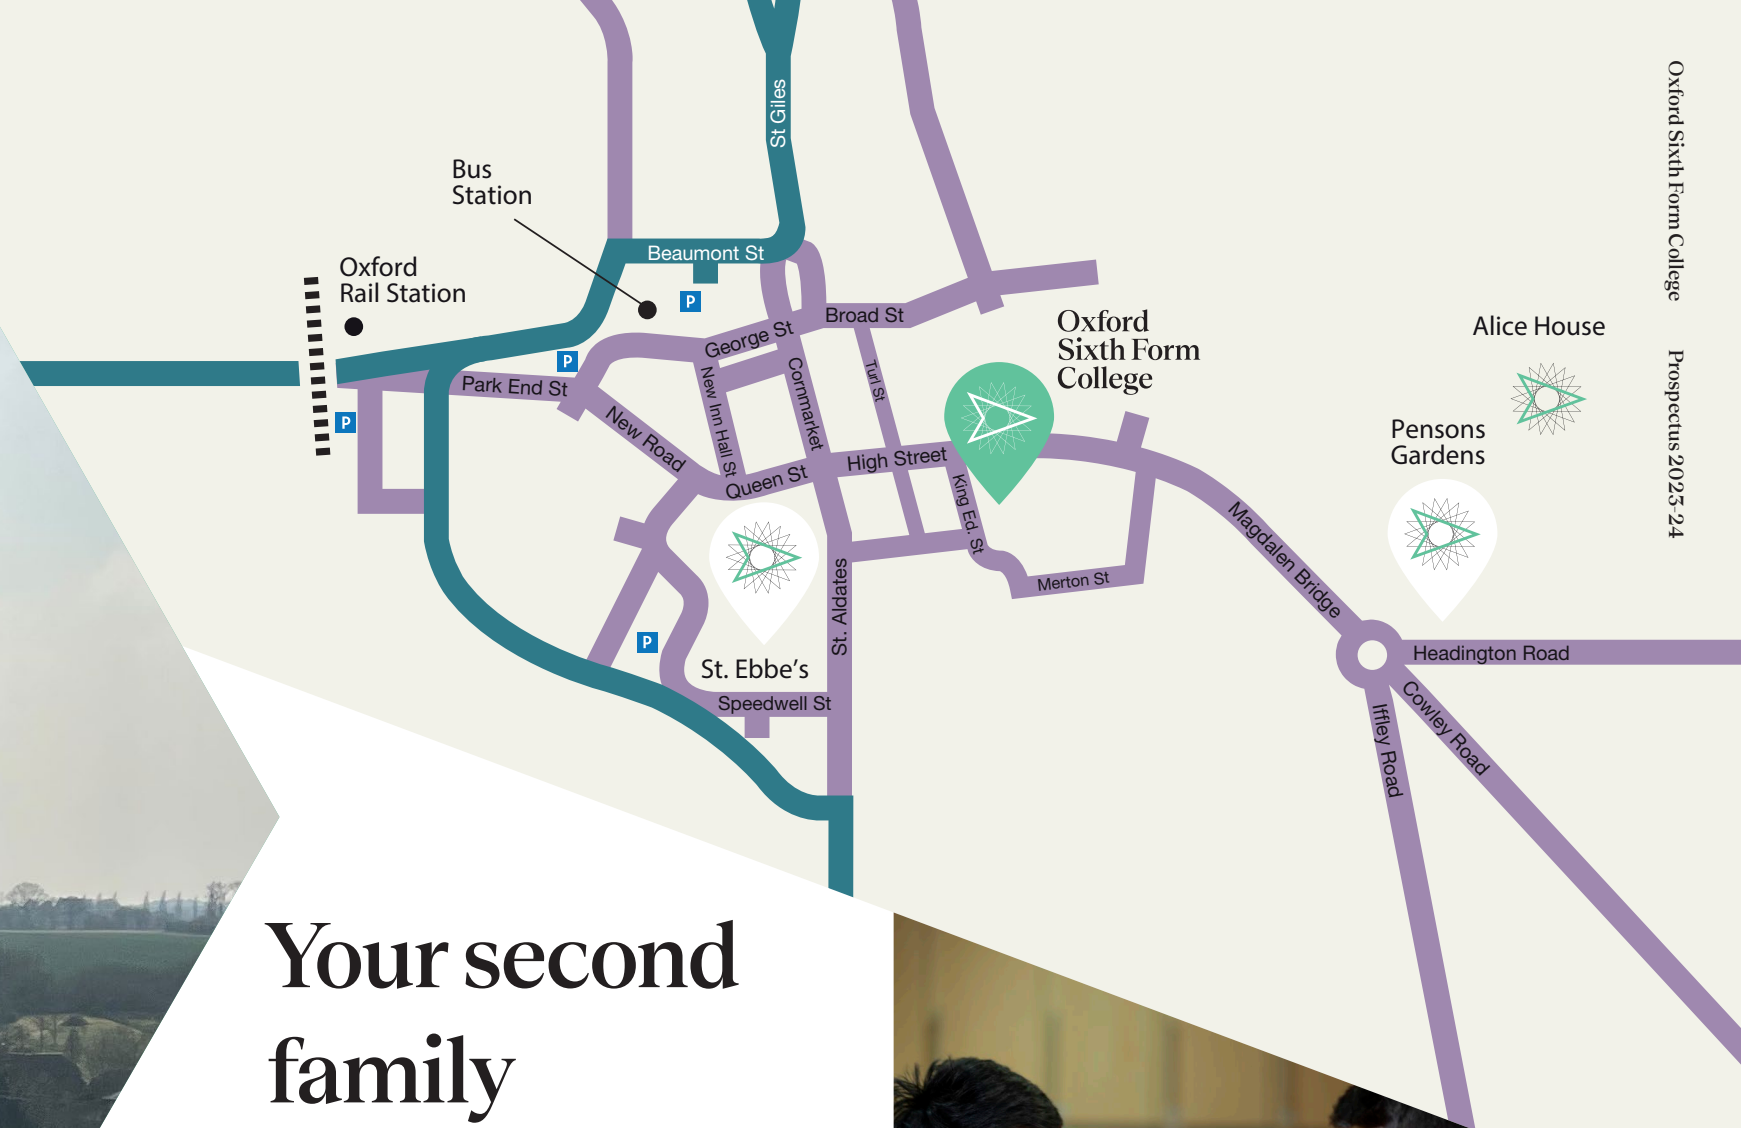 St Giles
Bus
Station
Beaumont St
Oxford
Rail Station
P
Broad St
George St
P
Park End St
P
New Road
New Inn Hall St
Cornmarket
Turl St
Queen St
High Street
King Ed. St
Oxford
Sixth Form
College
Alice House
Pensons
Gardens
Magdalen Bridge
Merton St
St. Aldates
P
St. Ebbe’s
Speedwell St
Headington Road
Cowley Road
Iffley Road
Oxford Sixth Form College
Prospectus 2023-24
Your second
family